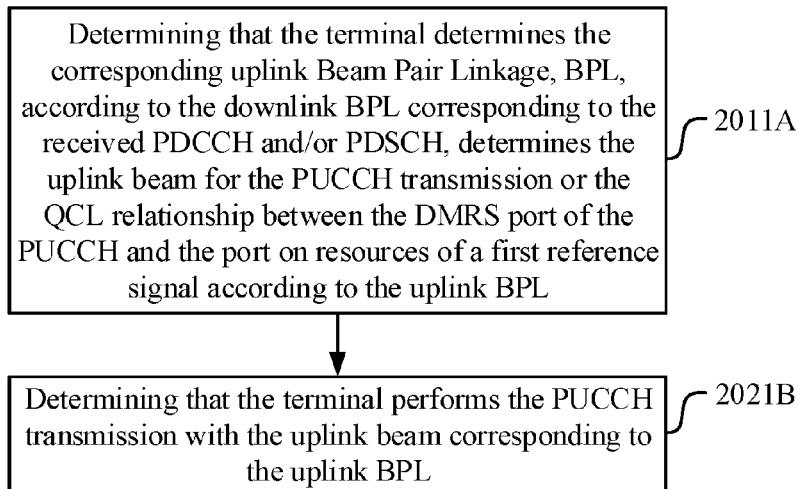 Determining that the terminal determines the
corresponding uplink Beam Pair Linkage, BPL,
according to the downlink BPL corresponding to the
received PDCCH and/or PDSCH, determines the
uplink beam for the PUCCH transmission or the
QCL relationship between the DMRS port of the
PUCCH and the port on resources of a first reference
signal according to the uplink BPL
2011A
Determining that the terminal performs the PUCCH
transmission with the uplink beam corresponding to
the uplink BPL
2021B